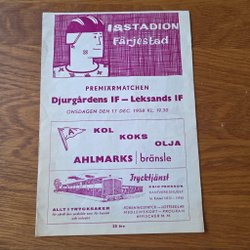 ISSTADION
Färjestad
PREMIÄRMATCHEN
Djurgårdens IF – Leksands IF
ONSDAGEN DEN 17 DEC. 1958 KL. 19.30
A
KOL
KOKS
OLJA
AHLMARKS bränsle
Trycktjänst
ALLT I TRYCKSAKER
25 öre